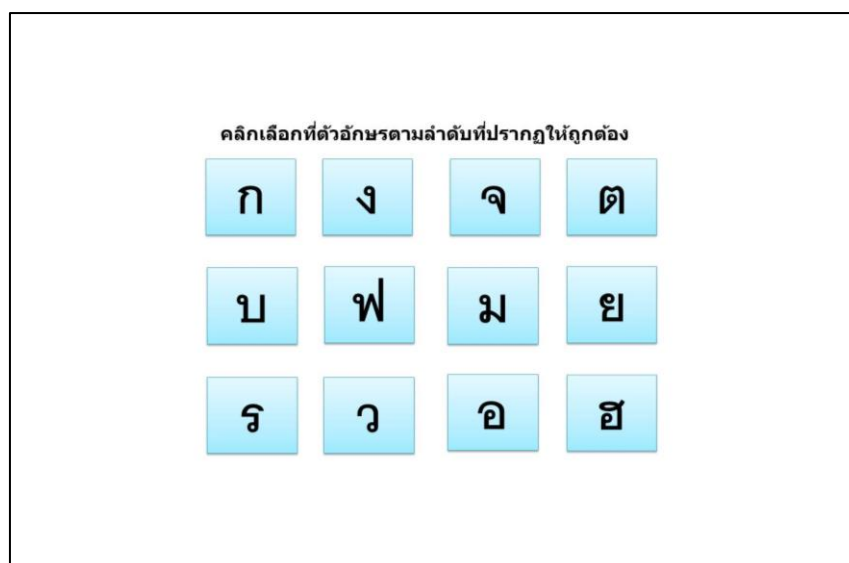 คลิกเลือกที่ตัวอักษรตามลำดับที่ปรากฏให้ถูกต้อง
ก ง จ ต
บ ฟ ม ย
ร ว อ ฮ